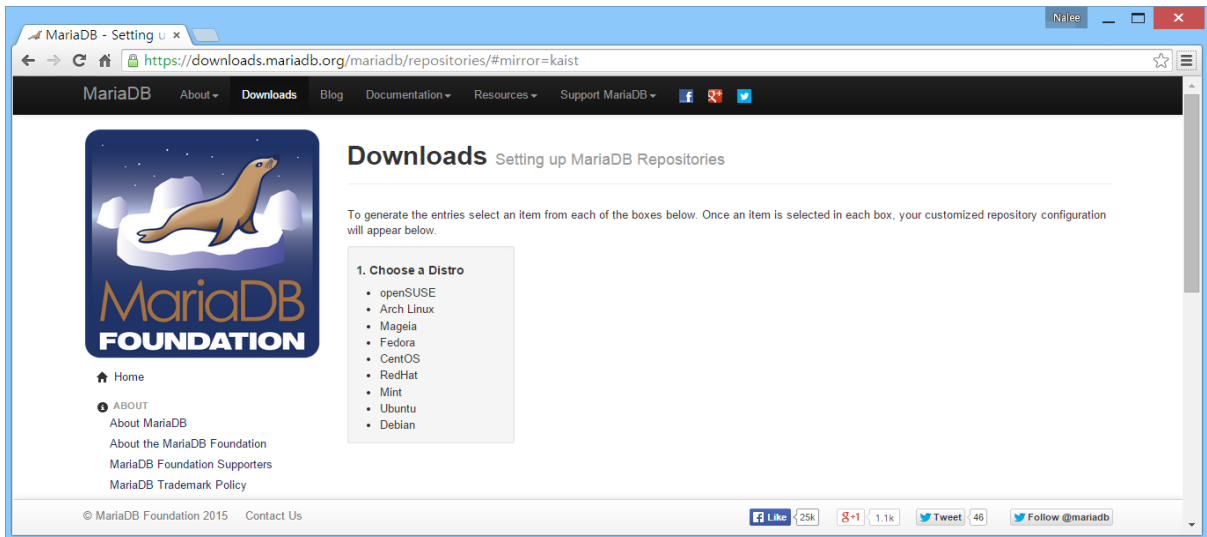 Nalee
MariaDB - Setting u
https://downloads.mariadb.org/mariadb/repositories/#mirror=kaist
MariaDB About Downloads Blog Documentation Resources Support MariaDB
Downloads Setting up MariaDB Repositories
To generate the entries select an item from each of the boxes below. Once an item is selected in each box, your customized repository configuration
will appear below.
1. Choose a Distro
• openSUSE
• Arch Linux
• Mageia
• Fedora
• CentOS
• RedHat
• Mint
• Ubuntu
• Debian
MariaDB
FOUNDATION
Home
ABOUT
About MariaDB
About the MariaDB Foundation
MariaDB Foundation Supporters
MariaDB Trademark Policy
© MariaDB Foundation 2015 Contact Us
Like 25k g+1 1.1k Tweet 46 Follow @mariadb